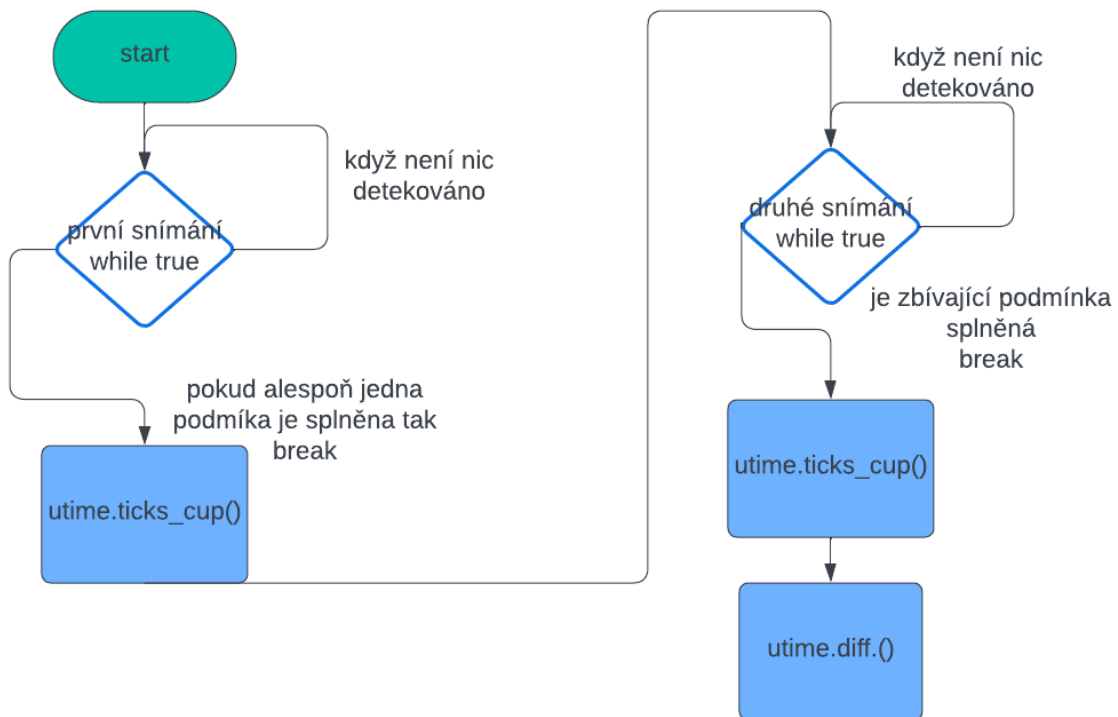 start
když není nic
detekováno
první snímání
while true
pokud alespoň jedna
podmíka je splněna tak
break
utime.ticks_cup()
když není nic
detekováno
druhé snímání
while true
je zbívající podmínka
splněná
break
utime.ticks_cup()
utime.diff.()